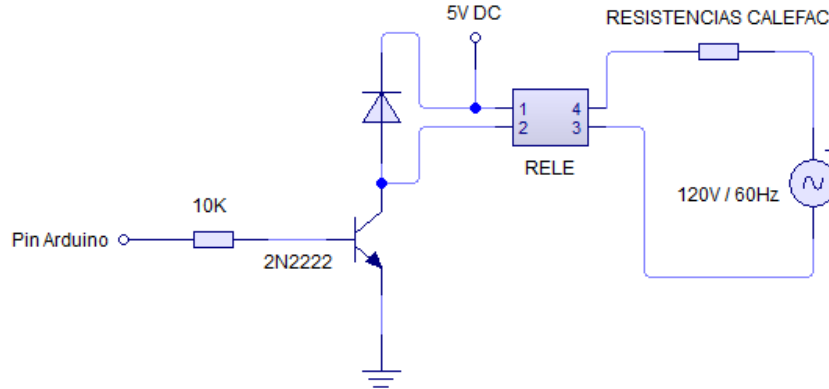 5V DC
RESISTENCIAS CALEFAC
1
4
2
3
RELE
120V / 60Hz
10K
Pin Arduino
2N2222